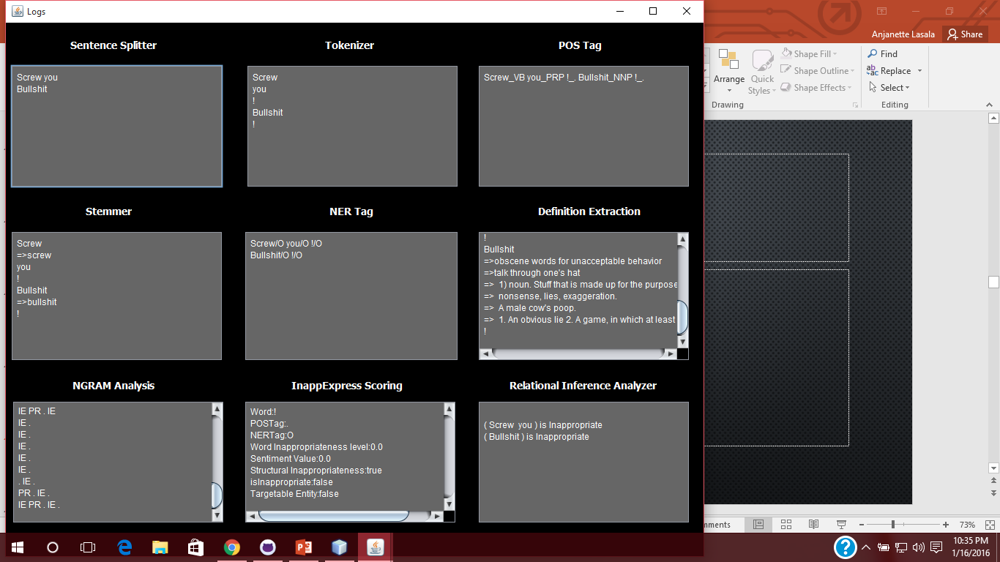 Logs
Anjanette Lasala
Share
Sentence Splitter
Tokenizer
POS Tag
Screw you
Bullshit
Screw
you
!
Bullshit
!
Screw_VB you_PRP !_. Bullshit_NNP !_.
Stemmer
NER Tag
Definition Extraction
Screw
=>screw
you
!
Bullshit
=>bullshit
!
Screw/O you/O !/O
Bullshit/O !/O
!
Bullshit
=>obscene words for unacceptable behavior
=>talk through one's hat
=> 1) noun. Stuff that is made up for the purpose
=> nonsense, lies, exaggeration.
=> A male cow's poop.
=> 1. An obvious lie 2. A game, in which at least
!
NGRAM Analysis
InappExpress Scoring
Relational Inference Analyzer
IE PR . IE
IE .
IE .
IE .
IE .
IE .
. IE .
PR . IE .
IE PR . IE .
Word:!
POSTag:.
NERTag:O
Word Inappropriateness level:0.0
Sentiment Value:0.0
Structural Inappropriateness:true
isInappropriate:false
Targetable Entity:false
( Screw you ) is Inappropriate
( Bullshit ) is Inappropriate
Arrange
Quick
Styles
Shape Fill
Shape Outline
Shape Effects
Drawing
Find
Replace
Select
Editing
mments
73%
10:35 PM
1/16/2016